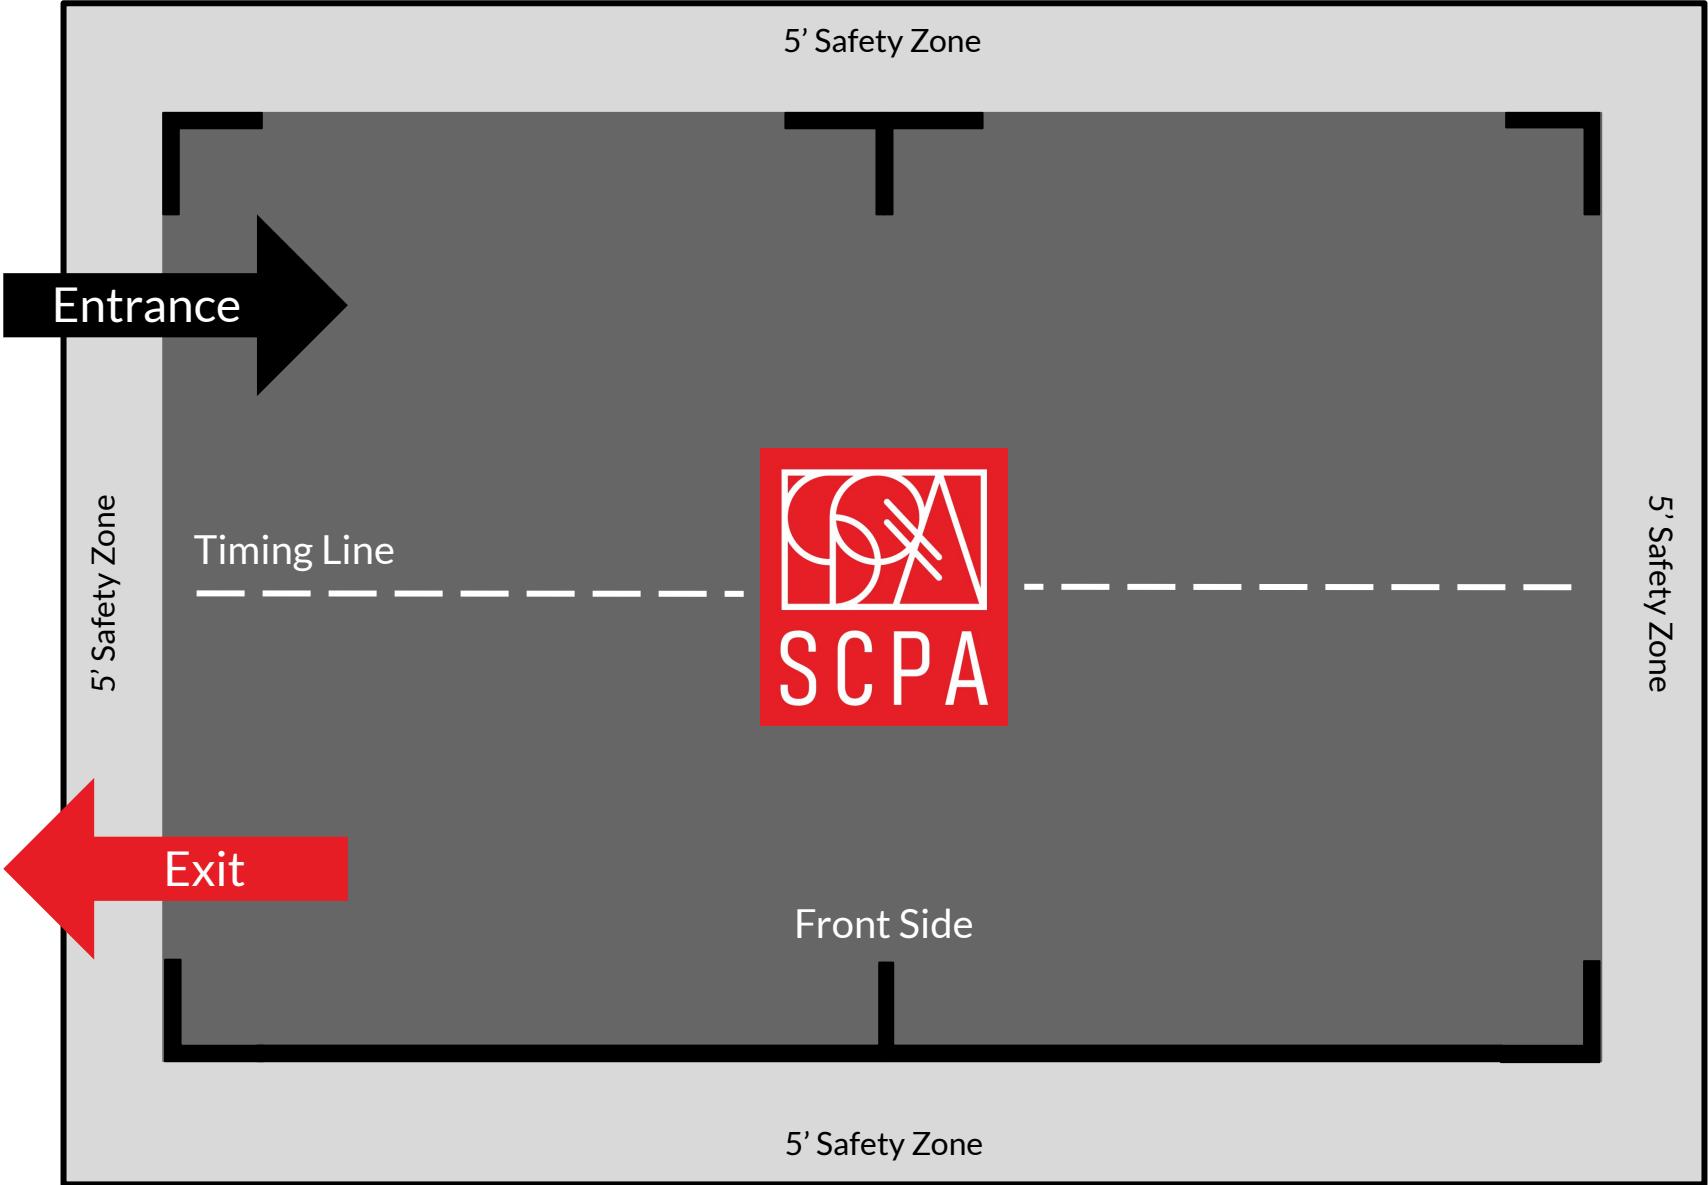 5’ Safety Zone
Entrance
5’ Safety Zone
Timing Line
SCPA
5’ Safety Zone
Exit
Front Side
5’ Safety Zone